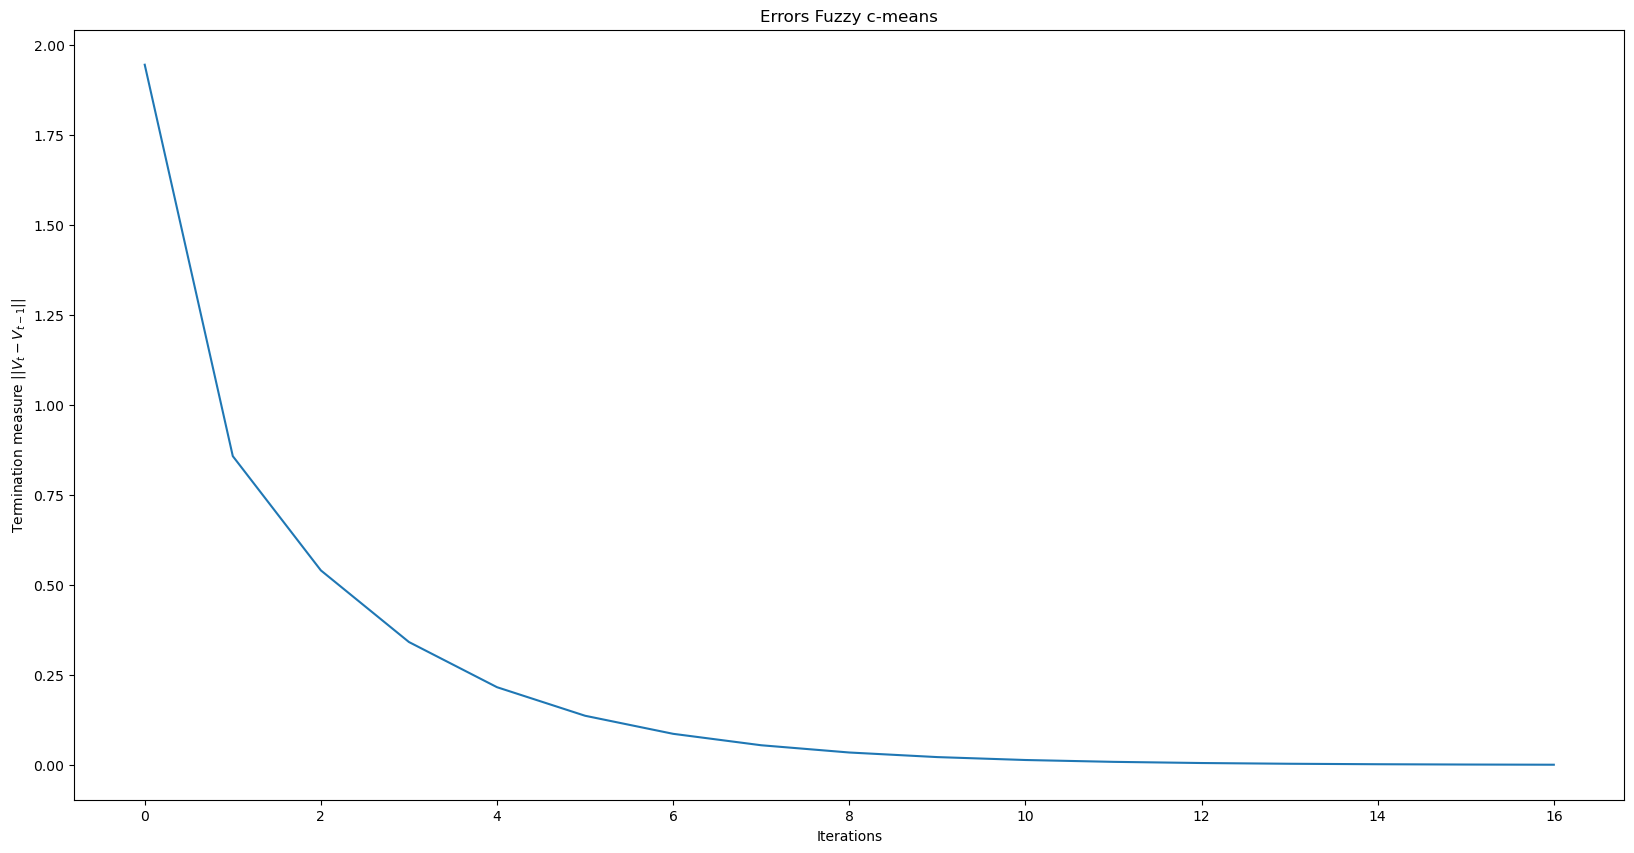 Errors Fuzzy c-means
2.00
1.75
1.50
1.25
1.00
0.75
0.50
0.25
0.00
Termination measure ||V_t − V_{t−1}||
0 2 4 6 8 10 12 14 16
Iterations